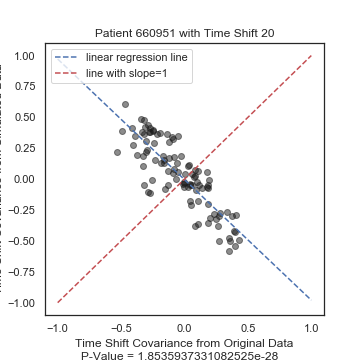 Patient 660951 with Time Shift 20
linear regression line
line with slope=1
1.00
0.75
0.50
0.25
0.00
−0.25
−0.50
−0.75
−1.00
−1.0
−0.5
0.0
0.5
1.0
Time Shift Covariance from Original Data
P-Value = 1.8535937331082525e-28